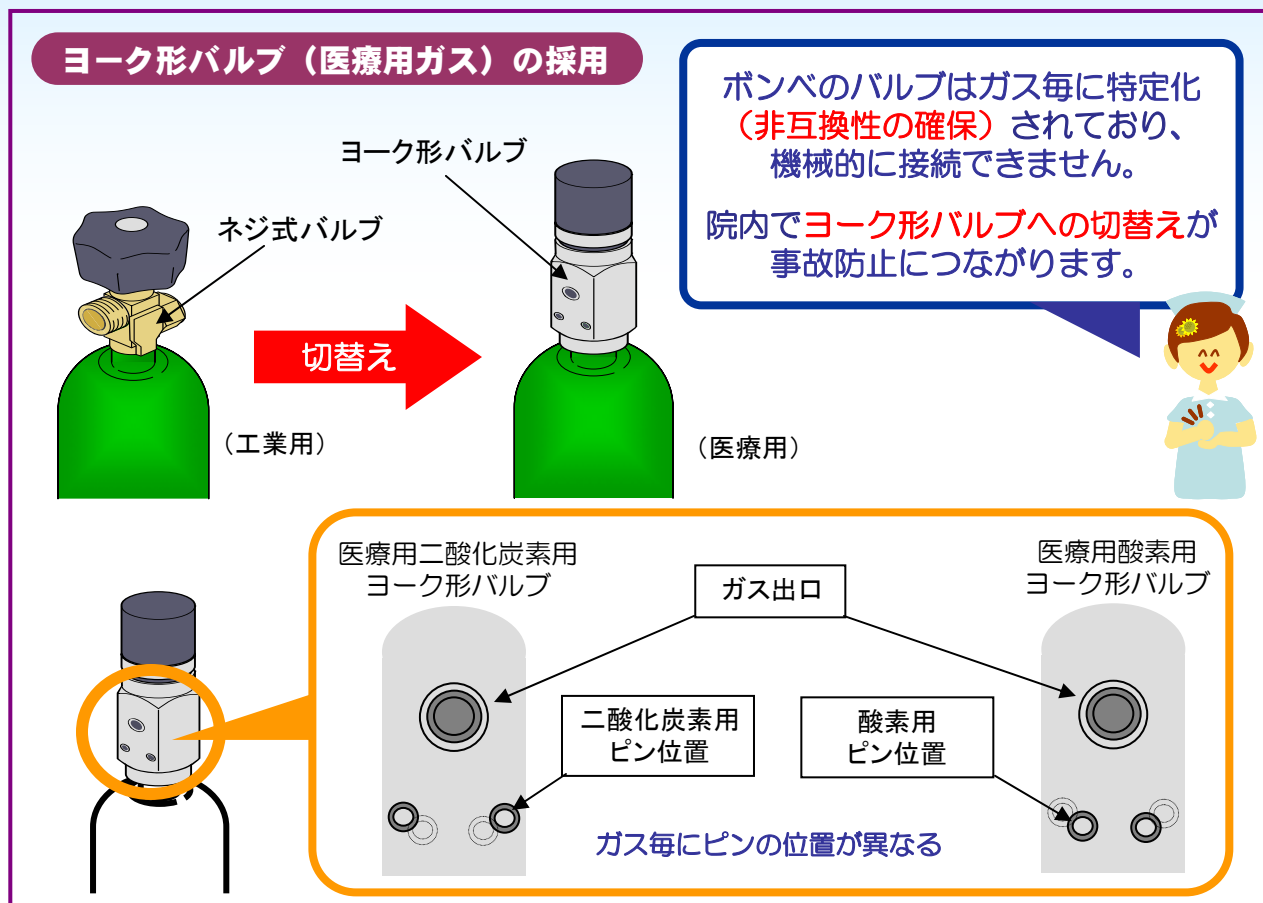 ヨーク形バルブ（医療用ガス）の採用
ボンベのバルブはガス毎に特定化
（非互換性の確保）されており、
機械的に接続できません。
院内でヨーク形バルブへの切替えが
事故防止につながります。
ヨーク形バルブ
ネジ式バルブ
切替え
（工業用）
（医療用）
医療用二酸化炭素用
ヨーク形バルブ
ガス出口
医療用酸素用
ヨーク形バルブ
二酸化炭素用
ピン位置
酸素用
ピン位置
ガス毎にピンの位置が異なる